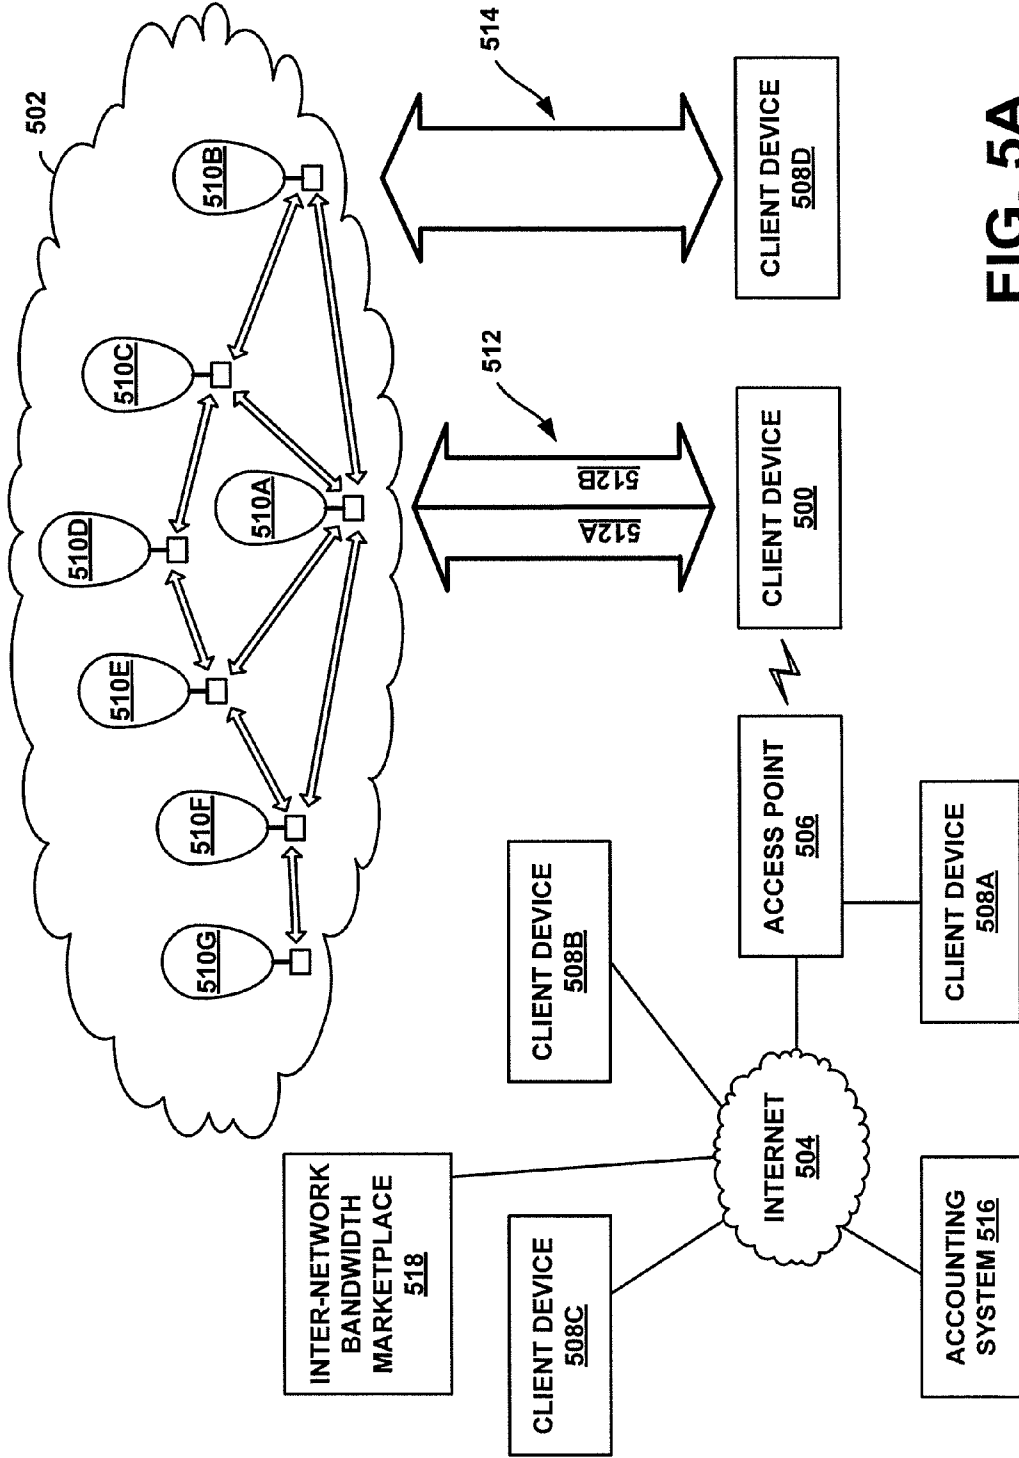 502
510G
510F
510E
510D
510C
510B
510A
INTER-NETWORK
BANDWIDTH
MARKETPLACE
518
CLIENT DEVICE
508C
CLIENT DEVICE
508B
512A
512B
512
514
INTERNET
504
ACCESS POINT
506
CLIENT DEVICE
500
CLIENT DEVICE
508D
ACCOUNTING
SYSTEM 516
CLIENT DEVICE
508A
FIG. 5A